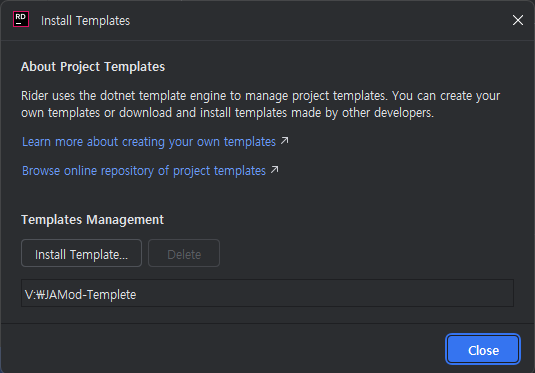 RD
Install Templates
About Project Templates
Rider uses the dotnet template engine to manage project templates. You can create your
own templates or download and install templates made by other developers.
Learn more about creating your own templates ↗
Browse online repository of project templates ↗
Templates Management
Install Template... Delete
V:₩JAMod-Templete
Close